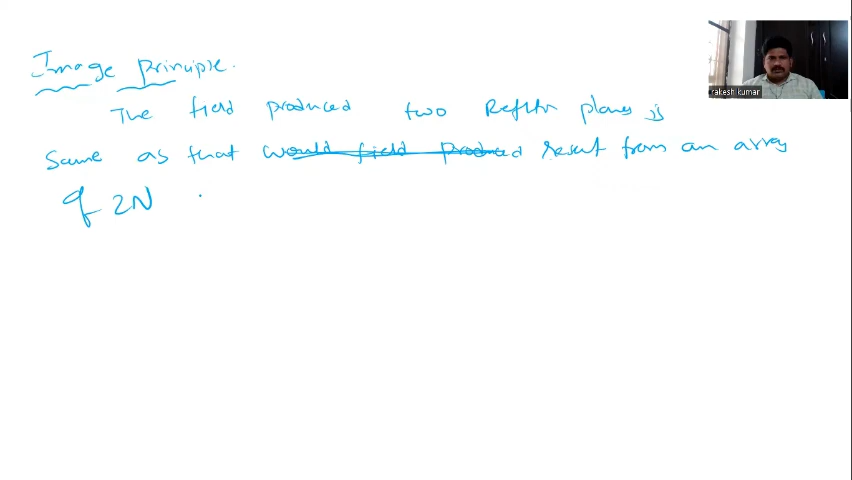 Image principle.
rakesh kumar
The field produced two Refltr planes is
Same as that would field produced result from an array
of 2N